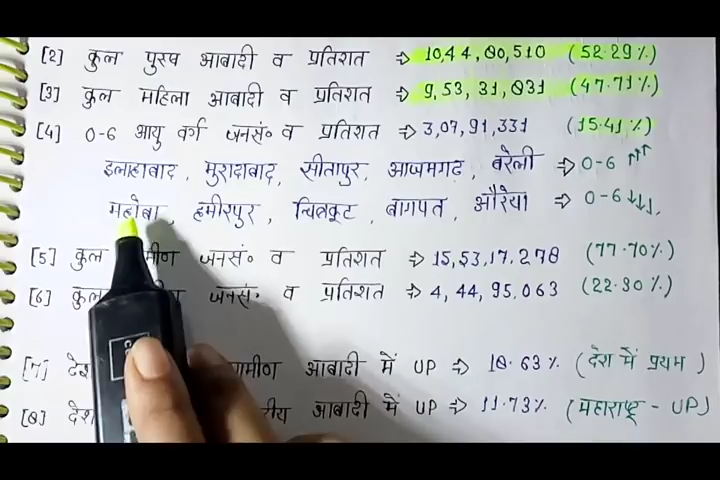 [2] कुल पुरुष आबादी व प्रतिशत ⇒ 10,44,80,510 (52.29%)
[3] कुल महिला आबादी व प्रतिशत ⇒ 9,53,31,831 (47.71%)
[4] 0-6 आयु वर्ग जनसं० व प्रतिशत ⇒ 3,07,91,331 (15.41%)
इलाहाबाद, मुरादाबाद, सीतापुर, आजमगढ़, बरेली ⇒ 0-6 ↑↑↑
महोबा, हमीरपुर, चित्रकूट, बागपत, औरैया ⇒ 0-6 ↓↓↓
[5] कुल जनसं० व प्रतिशत ⇒ 15,53,17,278 (77.70%)
[6] कुल जनसं० व प्रतिशत ⇒ 4,44,95,063 (22.30%)
[7] आबादी में UP ⇒ 18.63% (देश में प्रथम)
[8] आबादी में UP ⇒ 11.73% (महाराष्ट्र - UP)